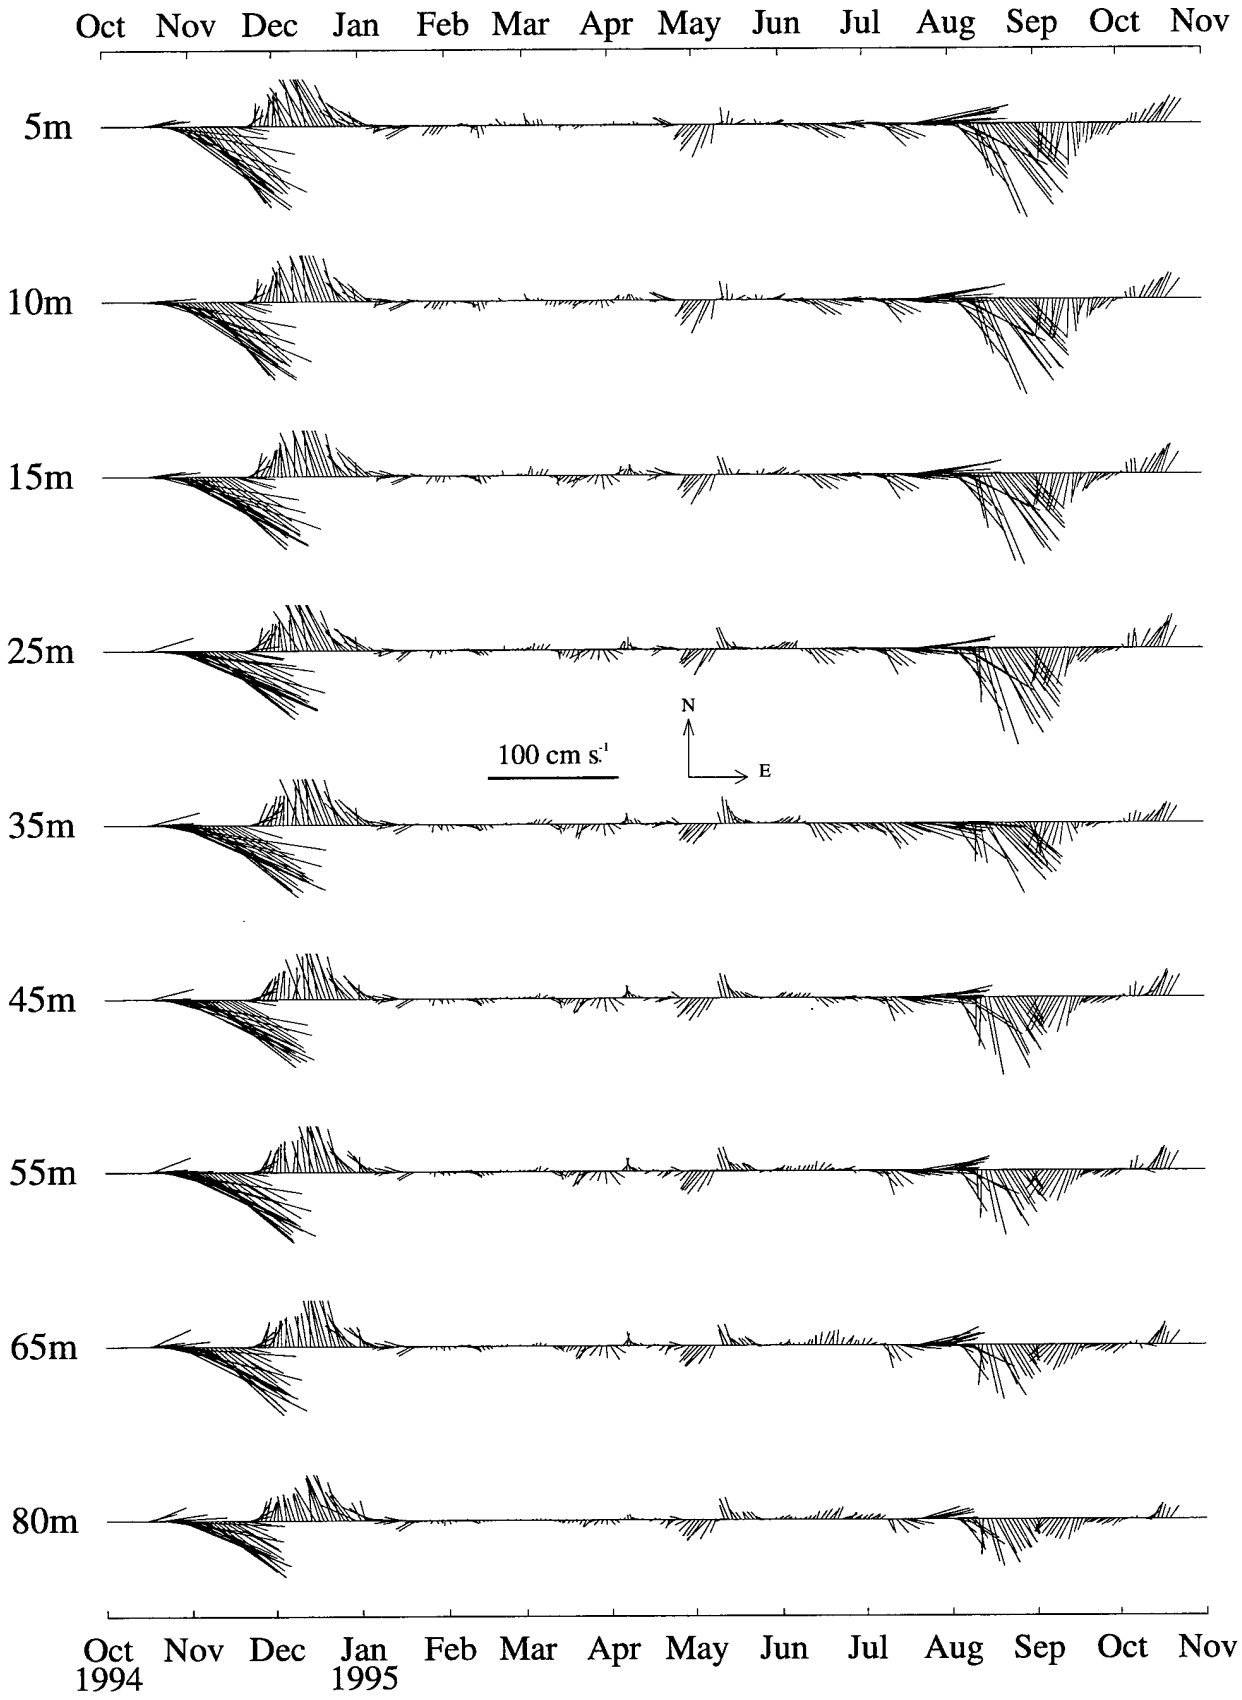 Oct Nov Dec Jan Feb Mar Apr May Jun Jul Aug Sep Oct Nov
5m
10m
15m
25m
N
100 cm s.⁻¹
E
35m
45m
55m
65m
80m
Oct Nov Dec Jan Feb Mar Apr May Jun Jul Aug Sep Oct Nov
1994 1995